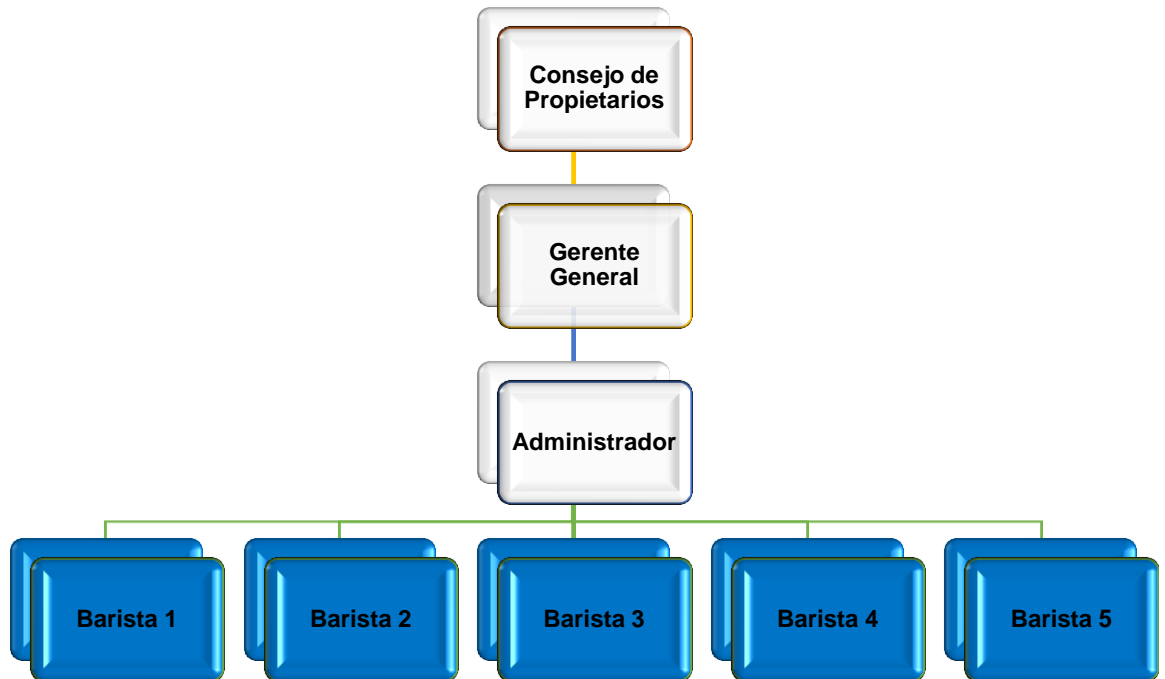 Consejo de
Propietarios
Gerente
General
Administrador
Barista 1
Barista 2
Barista 3
Barista 4
Barista 5